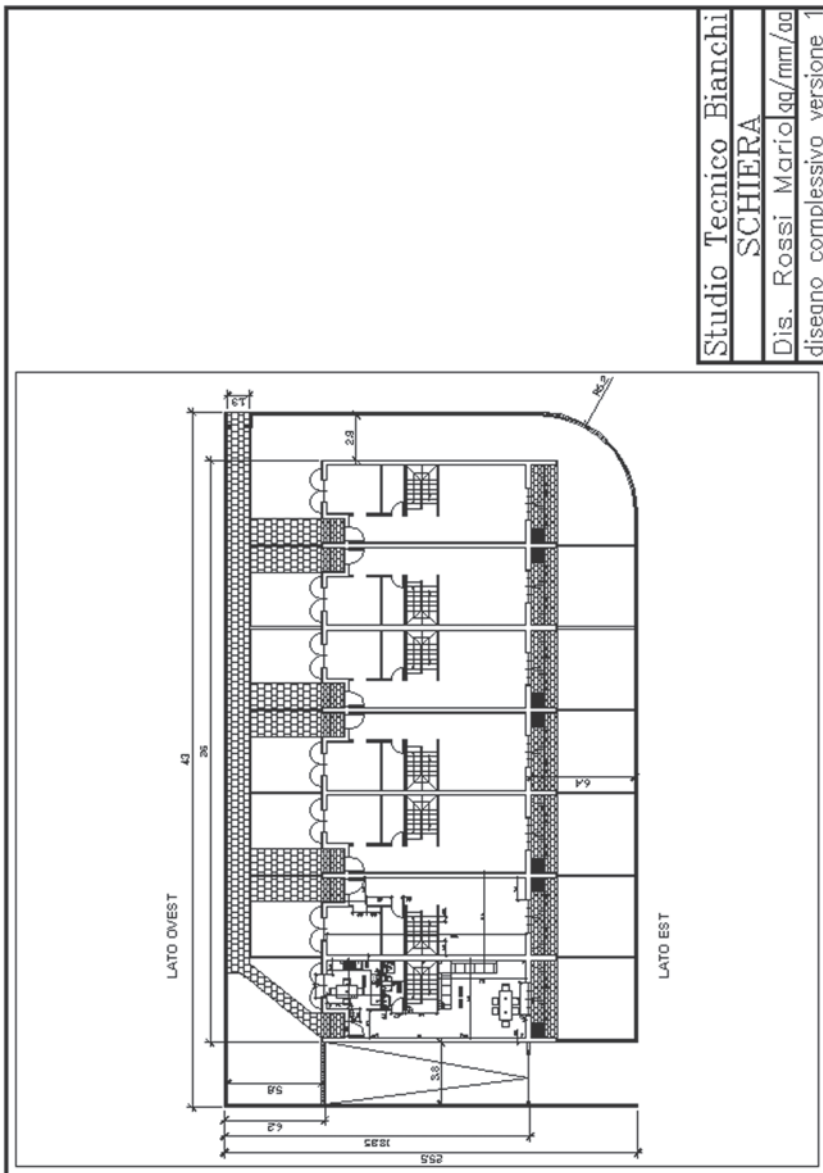 Studio Tecnico Bianchi
SCHIERA
Dis. Rossi Mario gg/mm/aa
disegno complessivo versione 1
1.9
R6.2
2.9
43
36
6.4
LATO OVEST
LATO EST
3.8
5.8
6.2
18.85
25.5